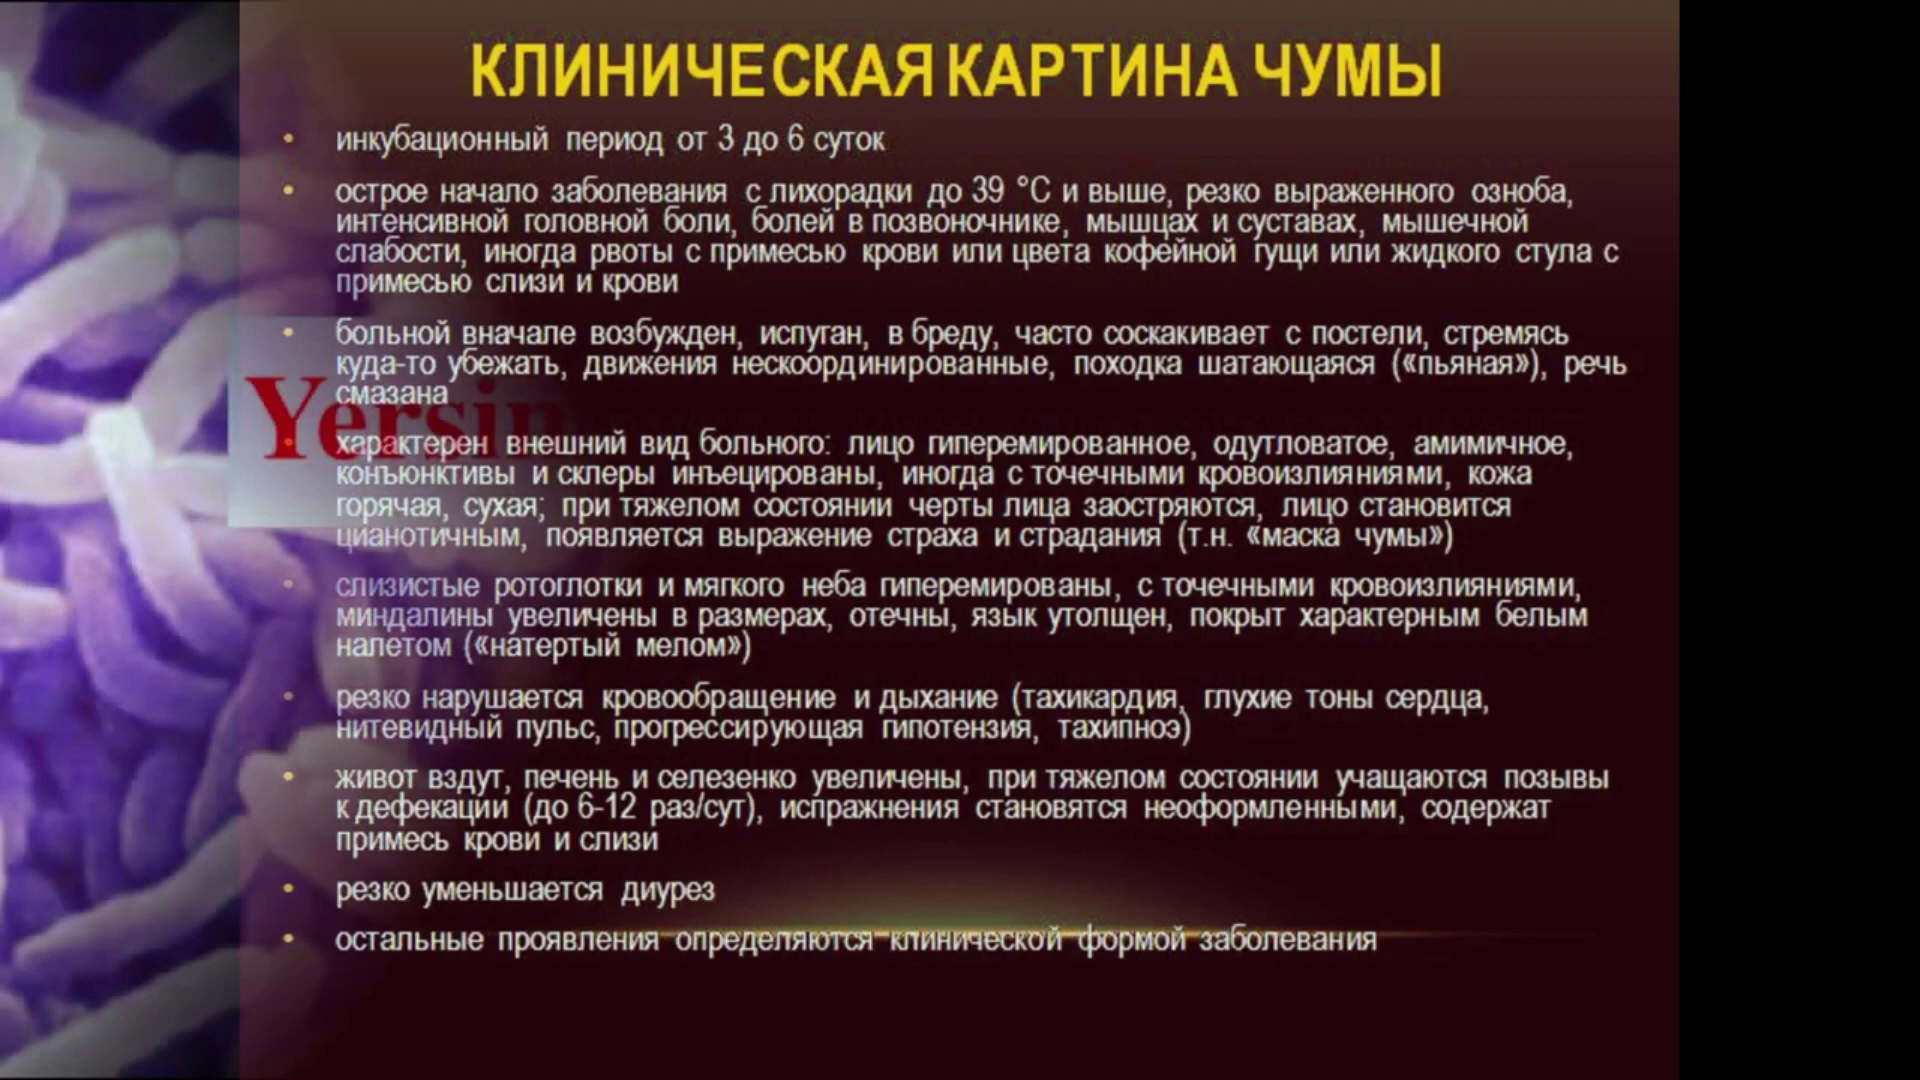 КЛИНИЧЕСКАЯ КАРТИНА ЧУМЫ
• инкубационный период от 3 до 6 суток
• острое начало заболевания с лихорадки до 39 °С и выше, резко выраженного озноба,
интенсивной головной боли, болей в позвоночнике, мышцах и суставах, мышечной
слабости, иногда рвоты с примесью крови или цвета кофейной гущи или жидкого стула с
примесью слизи и крови
• больной вначале возбужден, испуган, в бреду, часто соскакивает с постели, стремясь
куда-то убежать, движения нескоординированные, походка шатающаяся («пьяная»), речь
смазана
Yersin
• характерен внешний вид больного: лицо гиперемированное, одутловатое, амимичное,
конъюнктивы и склеры инъецированы, иногда с точечными кровоизлияниями, кожа
горячая, сухая; при тяжелом состоянии черты лица заостряются, лицо становится
цианотичным, появляется выражение страха и страдания (т.н. «маска чумы»)
• слизистые ротоглотки и мягкого неба гиперемированы, с точечными кровоизлияниями,
миндалины увеличены в размерах, отечны, язык утолщен, покрыт характерным белым
налетом («натертый мелом»)
• резко нарушается кровообращение и дыхание (тахикардия, глухие тоны сердца,
нитевидный пульс, прогрессирующая гипотензия, тахипноэ)
• живот вздут, печень и селезенко увеличены, при тяжелом состоянии учащаются позывы
к дефекации (до 6-12 раз/сут), испражнения становятся неоформленными, содержат
примесь крови и слизи
• резко уменьшается диурез
• остальные проявления определяются клинической формой заболевания